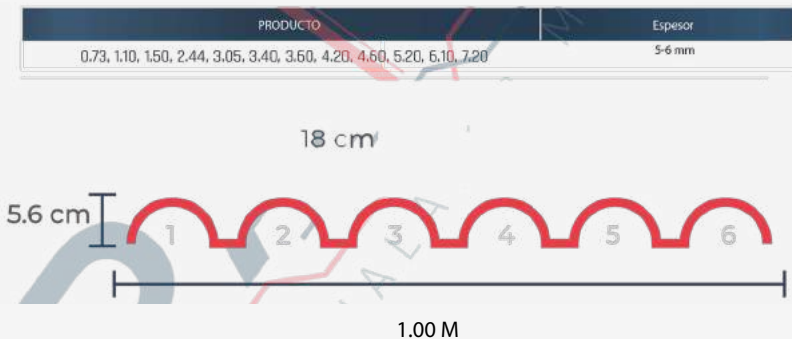 PRODUCTO Espesor
0.73, 1.10, 1.50, 2.44, 3.05, 3.40, 3.60, 4.20, 4.60, 5.20, 6.10, 7.20 5-6 mm
18 cm
5.6 cm 1 2 3 4 5 6
1.00 M